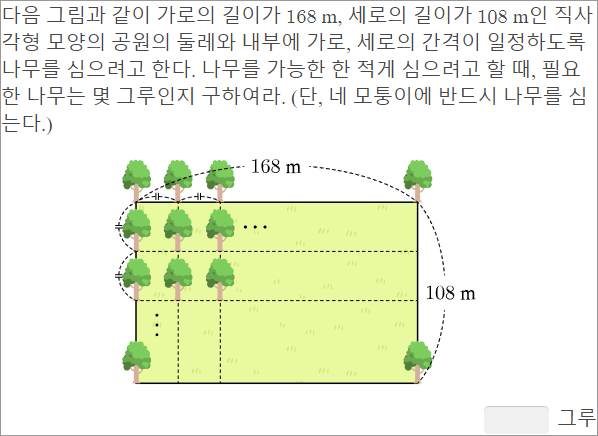 다음 그림과 같이 가로의 길이가 168 m, 세로의 길이가 108 m인 직사
각형 모양의 공원의 둘레와 내부에 가로, 세로의 간격이 일정하도록
나무를 심으려고 한다. 나무를 가능한 한 적게 심으려고 할 때, 필요
한 나무는 몇 그루인지 구하여라. (단, 네 모퉁이에 반드시 나무를 심
는다.)
168 m
108 m
그루